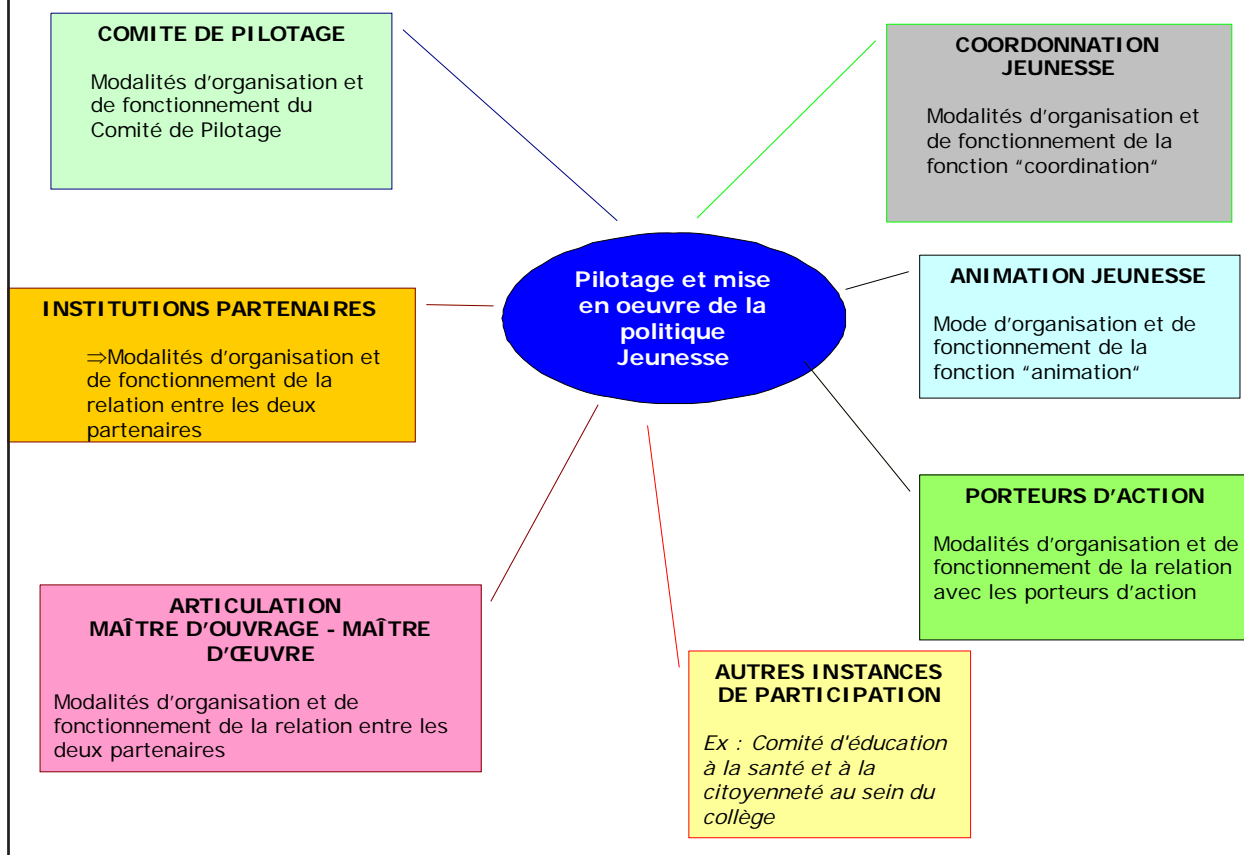 COMITE DE PILOTAGE
Modalités d'organisation et
de fonctionnement du
Comité de Pilotage
COORDONNATION
JEUNESSE
Modalités d'organisation et
de fonctionnement de la
fonction “coordination“
Pilotage et mise
en oeuvre de la
politique
Jeunesse
INSTITUTIONS PARTENAIRES
⇒Modalités d'organisation et
de fonctionnement de la
relation entre les deux
partenaires
ANIMATION JEUNESSE
Mode d'organisation et de
fonctionnement de la
fonction “animation“
PORTEURS D'ACTION
Modalités d'organisation et de
fonctionnement de la relation
avec les porteurs d'action
ARTICULATION
MAÎTRE D'OUVRAGE - MAÎTRE
D'ŒUVRE
Modalités d'organisation et de
fonctionnement de la relation entre les
deux partenaires
AUTRES INSTANCES
DE PARTICIPATION
Ex : Comité d'éducation
à la santé et à la
citoyenneté au sein du
collège